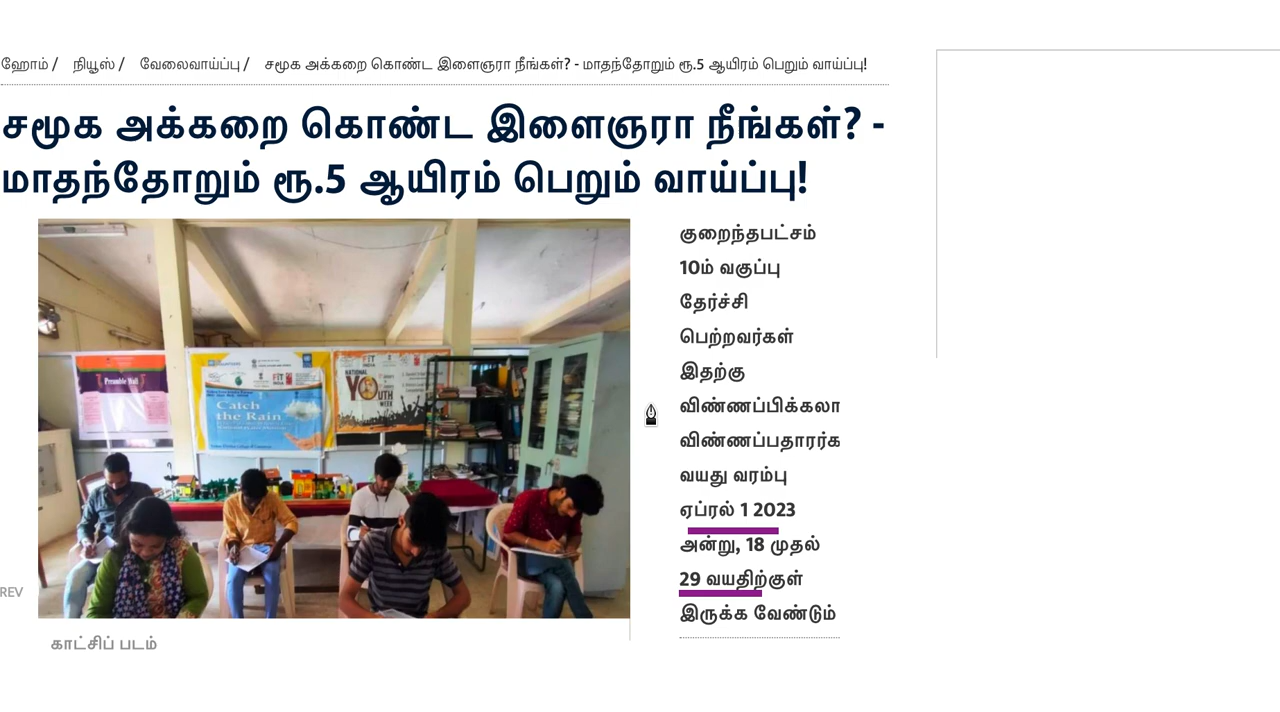 ஹோம் / நியூஸ் / வேலைவாய்ப்பு / சமூக அக்கறை கொண்ட இளைஞரா நீங்கள்? - மாதந்தோறும் ரூ.5 ஆயிரம் பெறும் வாய்ப்பு!
சமூக அக்கறை கொண்ட இளைஞரா நீங்கள்? -
மாதந்தோறும் ரூ.5 ஆயிரம் பெறும் வாய்ப்பு!
குறைந்தபட்சம்
10ம் வகுப்பு
தேர்ச்சி
பெற்றவர்கள்
இதற்கு
விண்ணப்பிக்கலா
விண்ணப்பதாரர்க
வயது வரம்பு
ஏப்ரல் 1 2023
அன்று, 18 முதல்
29 வயதிற்குள்
இருக்க வேண்டும்
Preamble Wall
Catch
the Rain
FIT
INDIA
NATIONAL
YOUTH
WEEK
REV
காட்சிப் படம்